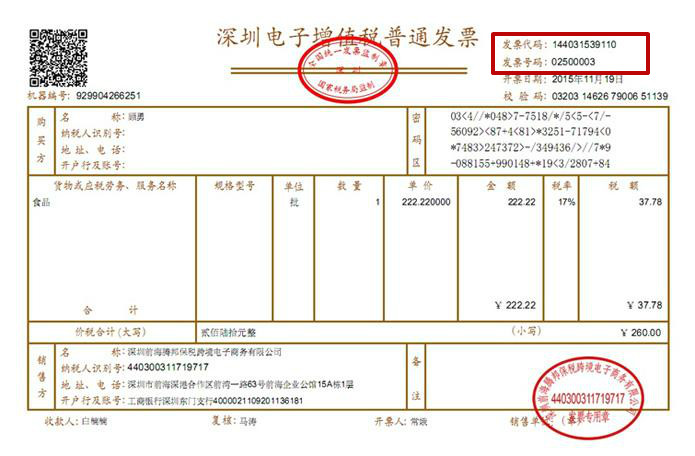 深圳电子增值税普通发票
全国统一发票监制章
深圳
国家税务局监制
发票代码：144031539110
发票号码：02500003
开票日期：2015年11月19日
机器编号：929904266251
校 验 码：03203 14626 79006 51139
购买方
名 称：顾勇
纳税人识别号：
地 址、电 话：
开户行及账号：
密码区
03<4//*048>7-7518/*/5<5-<7/-
56092><87+4<81>*3251-71794<0
*7483>247372>-/349436/>//7*9
-088155+990148+*19<3/2807+84
货物或应税劳务、服务名称 规格型号 单位 数 量 单 价 金 额 税率 税 额
食品 批 1 222.220000 222.22 17% 37.78
合 计 ￥ 222.22 ￥ 37.78
价税合计（大写） 贰佰陆拾元整 （小写） ￥ 260.00
销售方
名 称：深圳前海腾邦保税跨境电子商务有限公司
纳税人识别号：440300311719717
地 址、电 话：深圳市前海深港合作区前湾一路63号前海企业公馆15A栋1层
开户行及账号：工商银行深圳东门支行4000021109201136181
备注
收款人：白楠楠 复核：马涛 开票人：常晓 销售单位：（章）
深圳前海腾邦保税跨境电子商务有限公司
440300311719717
发票专用章